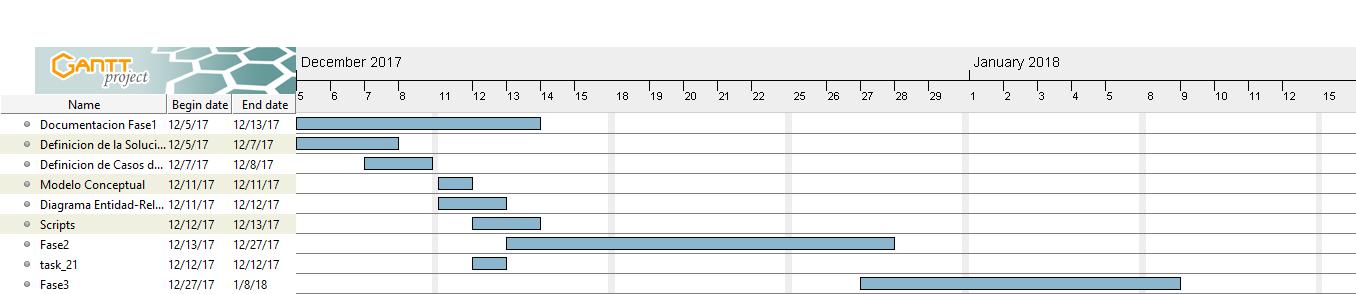 GANTT
project
December 2017
January 2018
5 6 7 8 11 12 13 14 15 18 19 20 21 22 25 25 26 27 28 29 1 2 3 4 5 8 9 10 11 12 15
Name Begin date End date
Documentacion Fase1 12/5/17 12/13/17
Definicion de la Soluci... 12/5/17 12/7/17
Definicion de Casos d... 12/7/17 12/8/17
Modelo Conceptual 12/11/17 12/11/17
Diagrama Entidad-Rel... 12/11/17 12/12/17
Scripts 12/12/17 12/13/17
Fase2 12/13/17 12/27/17
task_21 12/12/17 12/12/17
Fase3 12/27/17 1/8/18